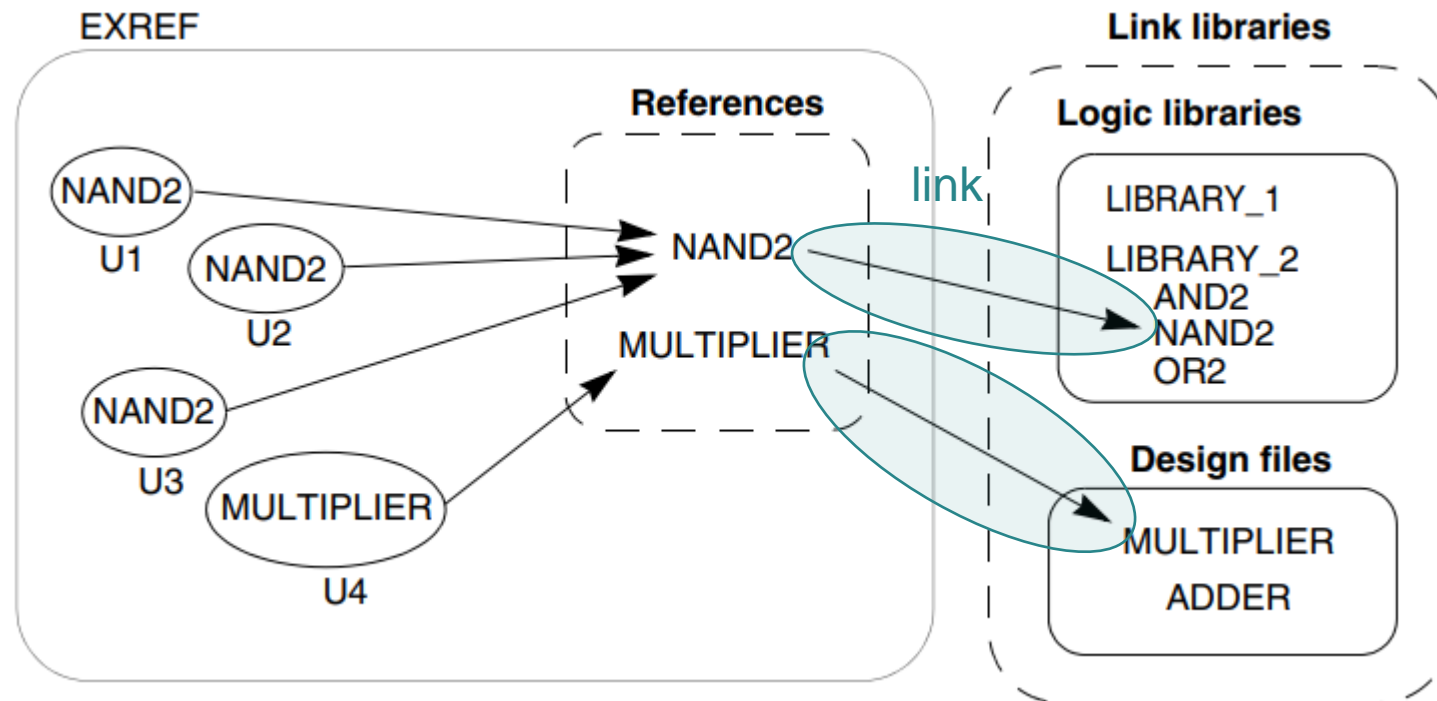 EXREF
NAND2
U1
NAND2
U2
NAND2
U3
MULTIPLIER
U4
References
NAND2
MULTIPLIER
link
Link libraries
Logic libraries
LIBRARY_1
LIBRARY_2
AND2
NAND2
OR2
Design files
MULTIPLIER
ADDER